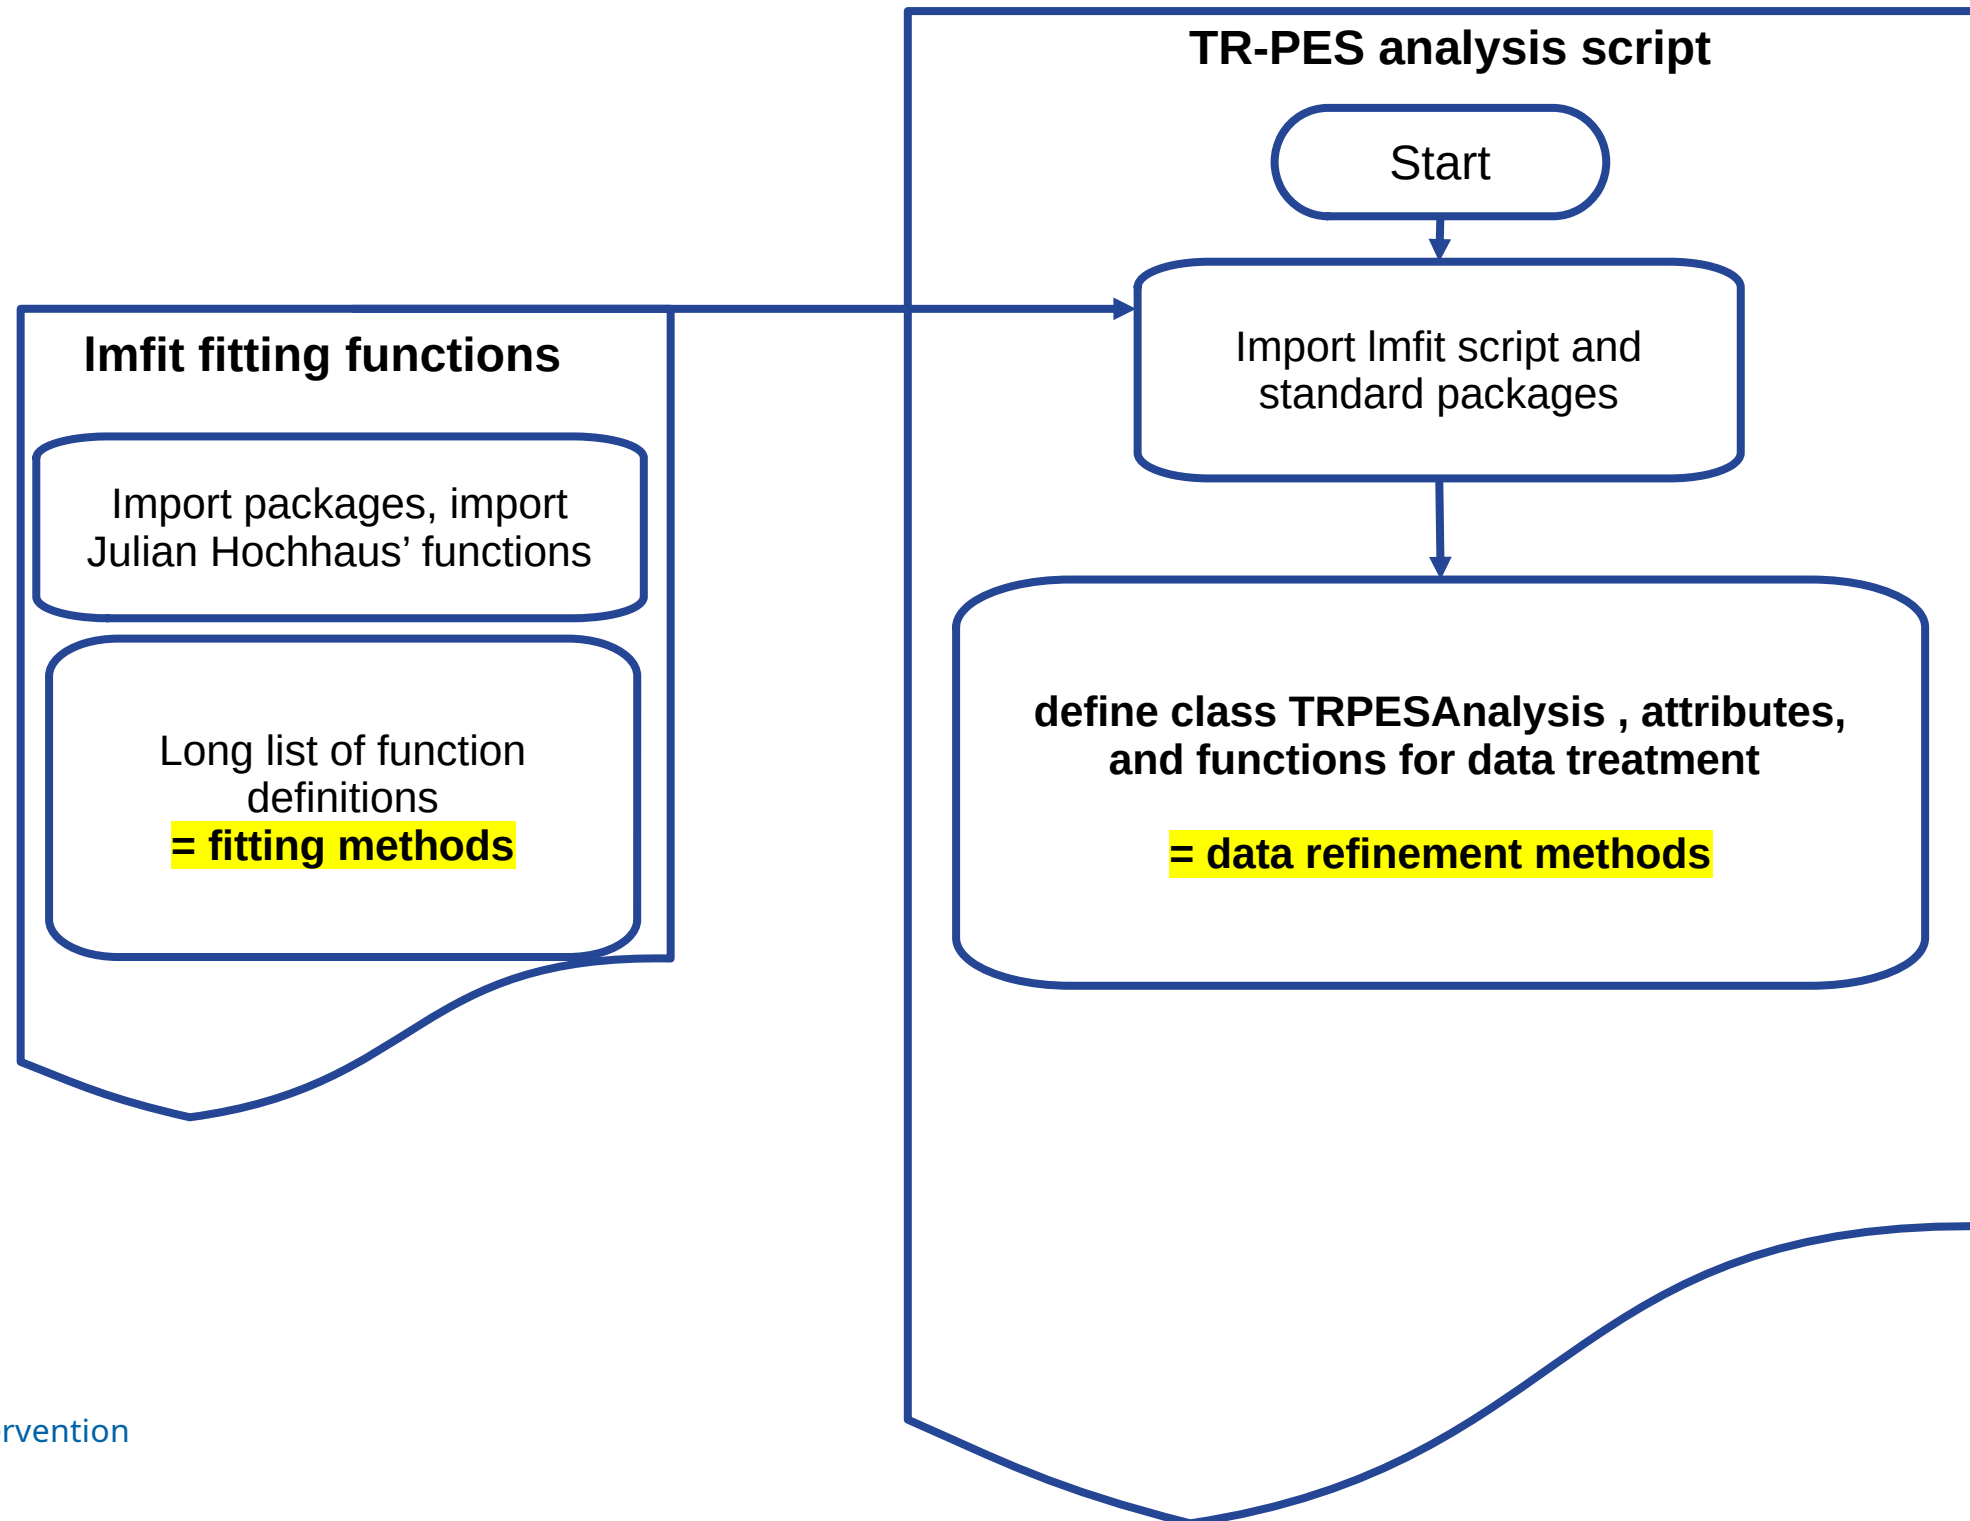 TR-PES analysis script
Start
Import lmfit script and
standard packages
lmfit fitting functions
Import packages, import
Julian Hochhaus’ functions
Long list of function
definitions
= fitting methods
define class TRPESAnalysis , attributes,
and functions for data treatment
= data refinement methods
rvention